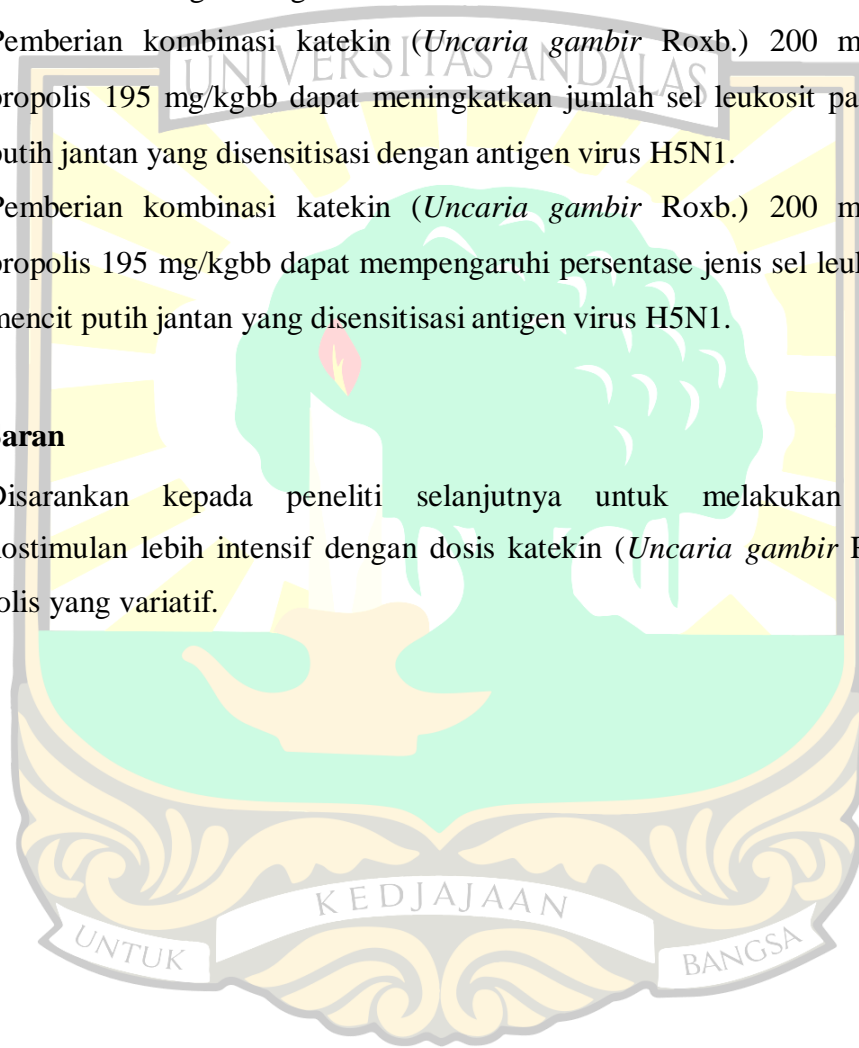 Pemberian kombinasi katekin (Uncaria gambir Roxb.) 200 m
propolis 195 mg/kgbb dapat meningkatkan jumlah sel leukosit pa
putih jantan yang disensitisasi dengan antigen virus H5N1.
Pemberian kombinasi katekin (Uncaria gambir Roxb.) 200 m
propolis 195 mg/kgbb dapat mempengaruhi persentase jenis sel leuk
mencit putih jantan yang disensitisasi antigen virus H5N1.
Saran
Disarankan kepada peneliti selanjutnya untuk melakukan
nostimulan lebih intensif dengan dosis katekin (Uncaria gambir R
olis yang variatif.
UNIVERSITAS ANDALAS
KEDJAJAAN
UNTUK BANGSA